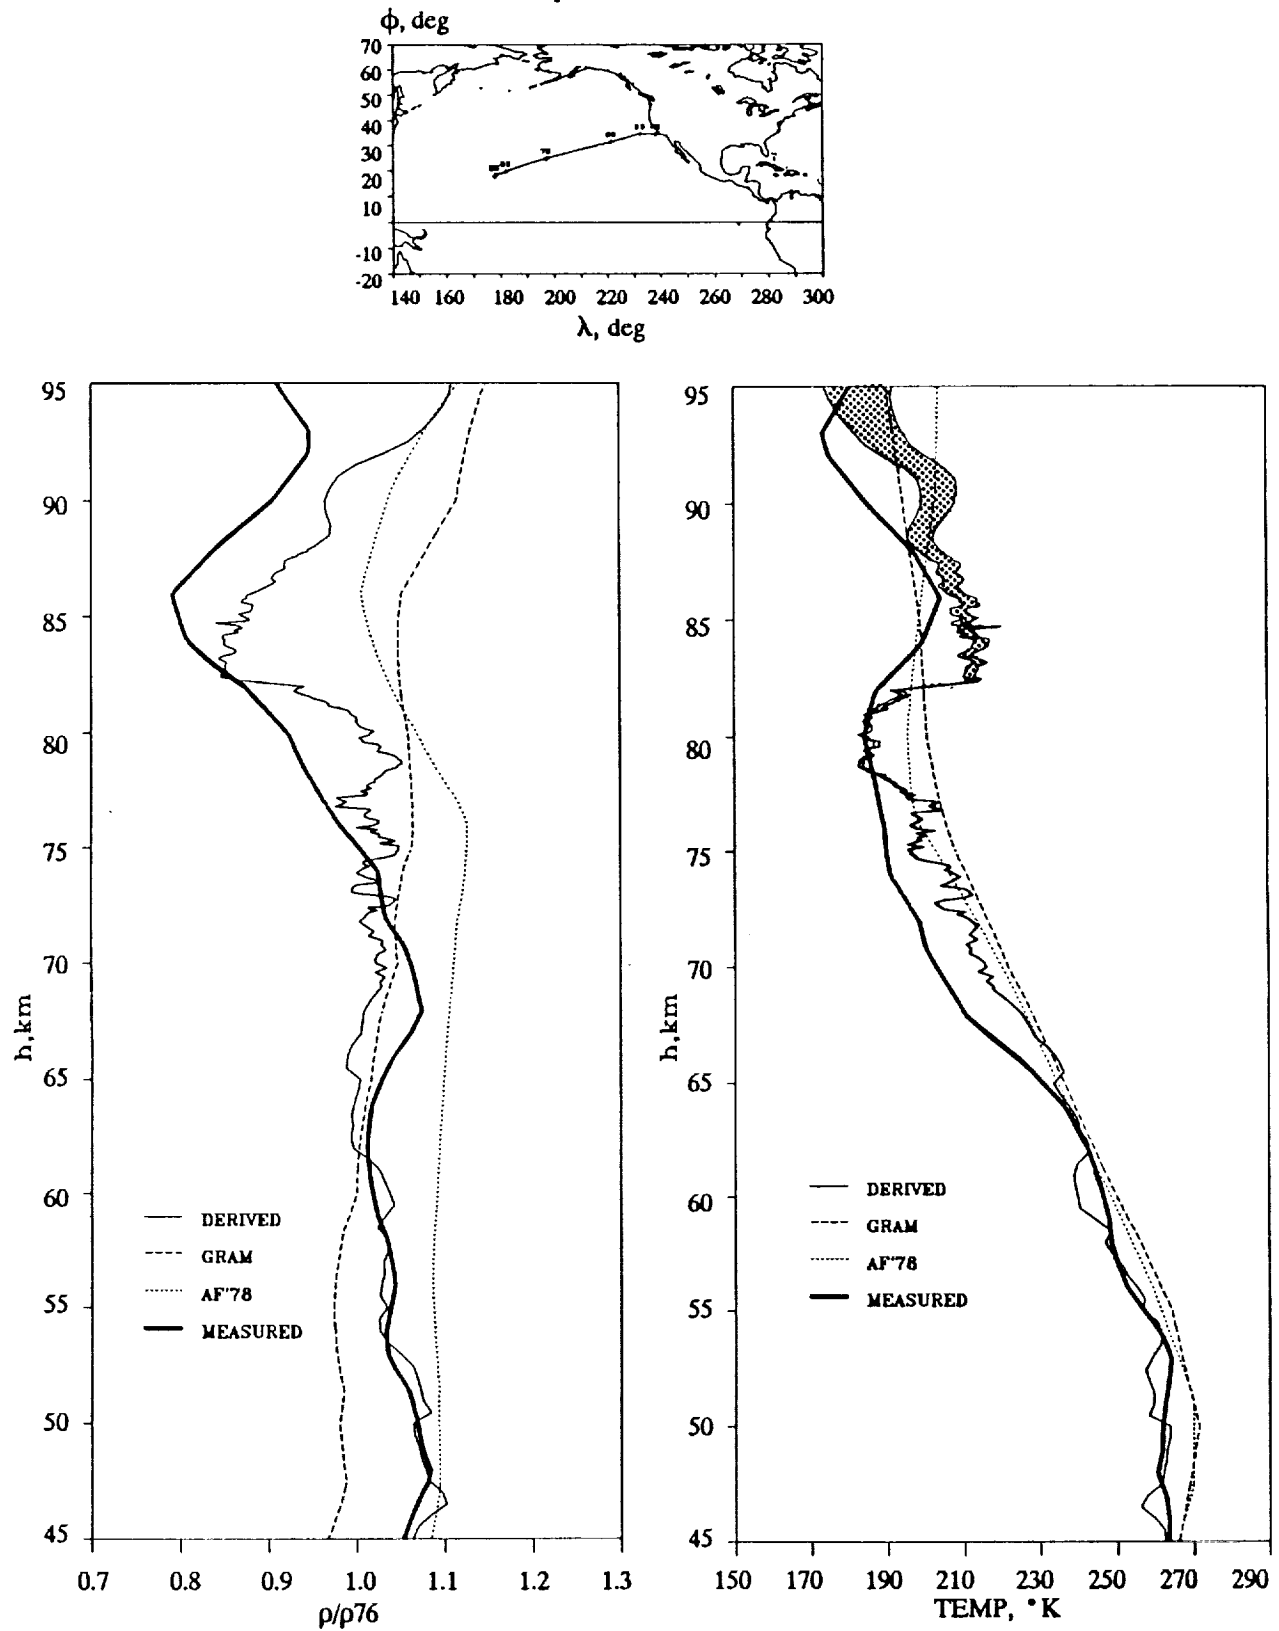 ϕ, deg
70
60
50
40
30
20
10
-10
-20
140 160 180 200 220 240 260 280 300
λ, deg
95
90
85
80
75
70
65
60
55
50
45
h,km
DERIVED
GRAM
AF'78
MEASURED
0.7 0.8 0.9 1.0 1.1 1.2 1.3
ρ/ρ76
95
90
85
80
75
70
65
60
55
50
45
h,km
DERIVED
GRAM
AF'78
MEASURED
150 170 190 210 230 250 270 290
TEMP, °K